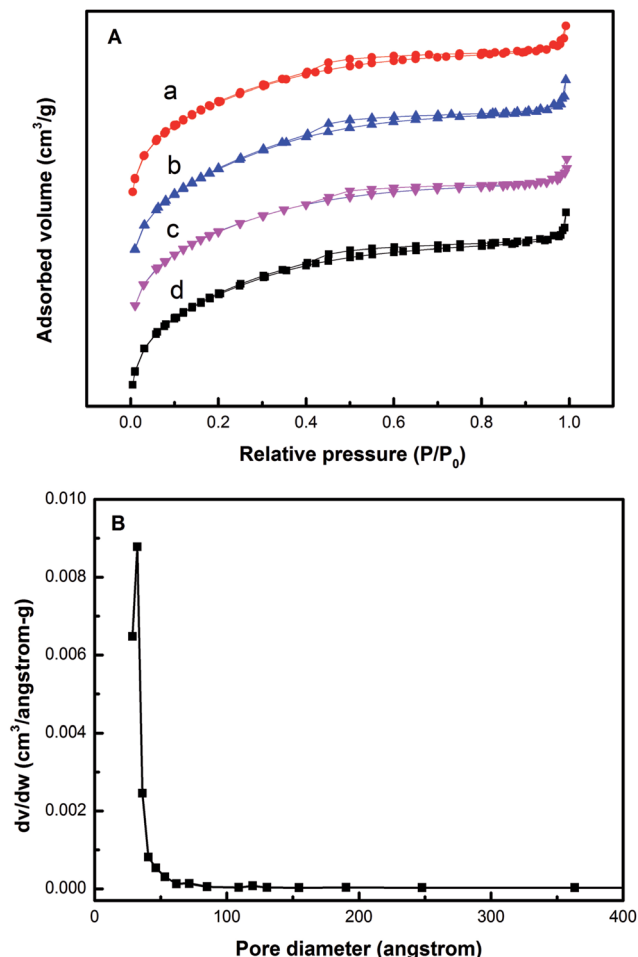 A
a
b
c
d
Adsorbed volume (cm³/g)
0.0 0.2 0.4 0.6 0.8 1.0
Relative pressure (P/P₀)
B
0.010
0.008
0.006
0.004
0.002
0.000
dv/dw (cm³/angstrom-g)
0 100 200 300 400
Pore diameter (angstrom)